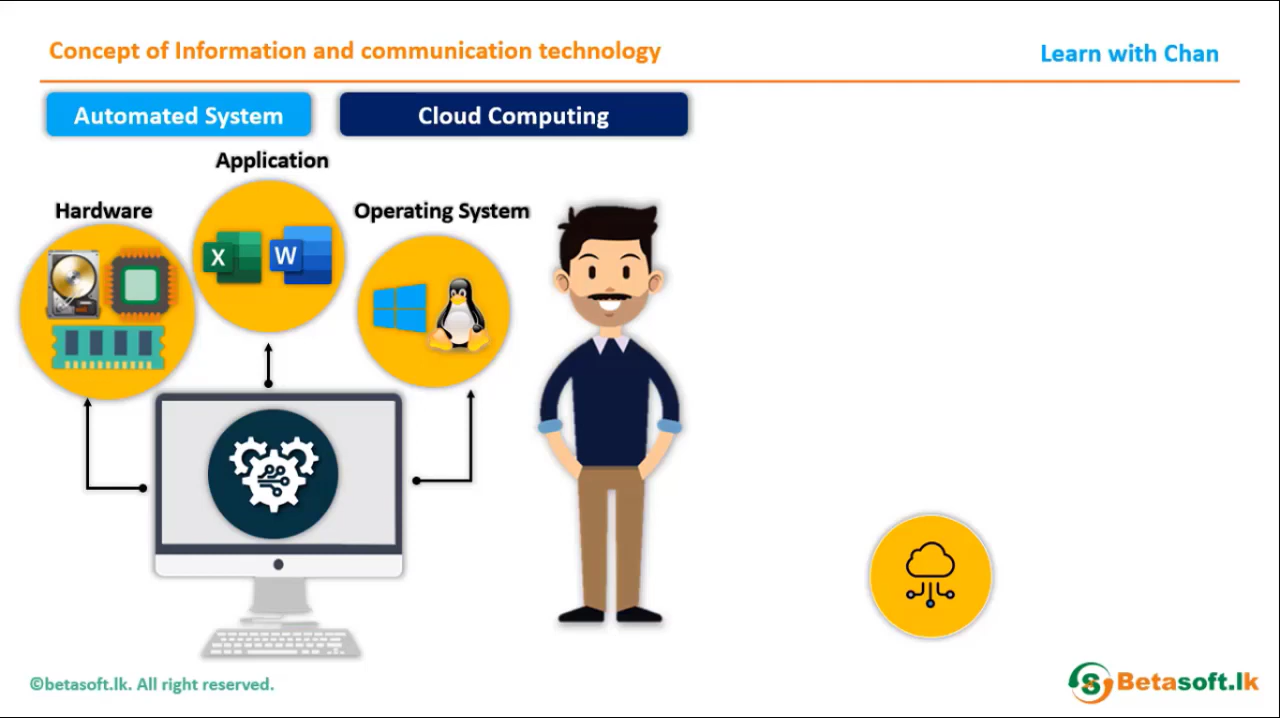 Concept of Information and communication technology
Learn with Chan
Automated System
Cloud Computing
Application
Hardware
Operating System
X
W
©betasoft.lk. All right reserved.
Betasoft.lk